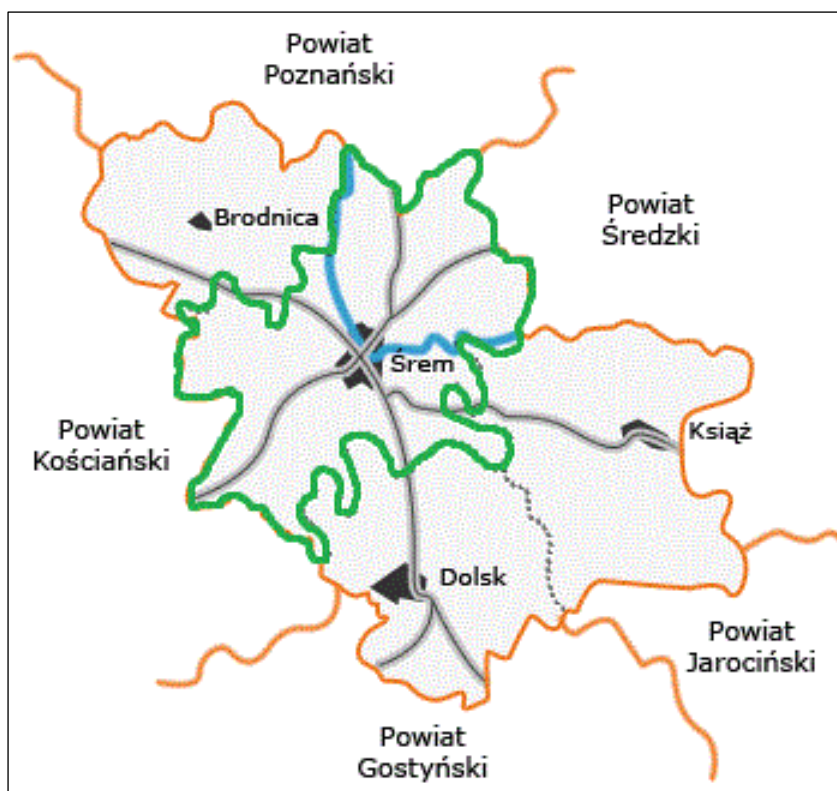 Powiat
Poznański
Brodnica
Powiat
Średzki
Śrem
Powiat
Kościański
Książ
Dolsk
Powiat
Jarociński
Powiat
Gostyński